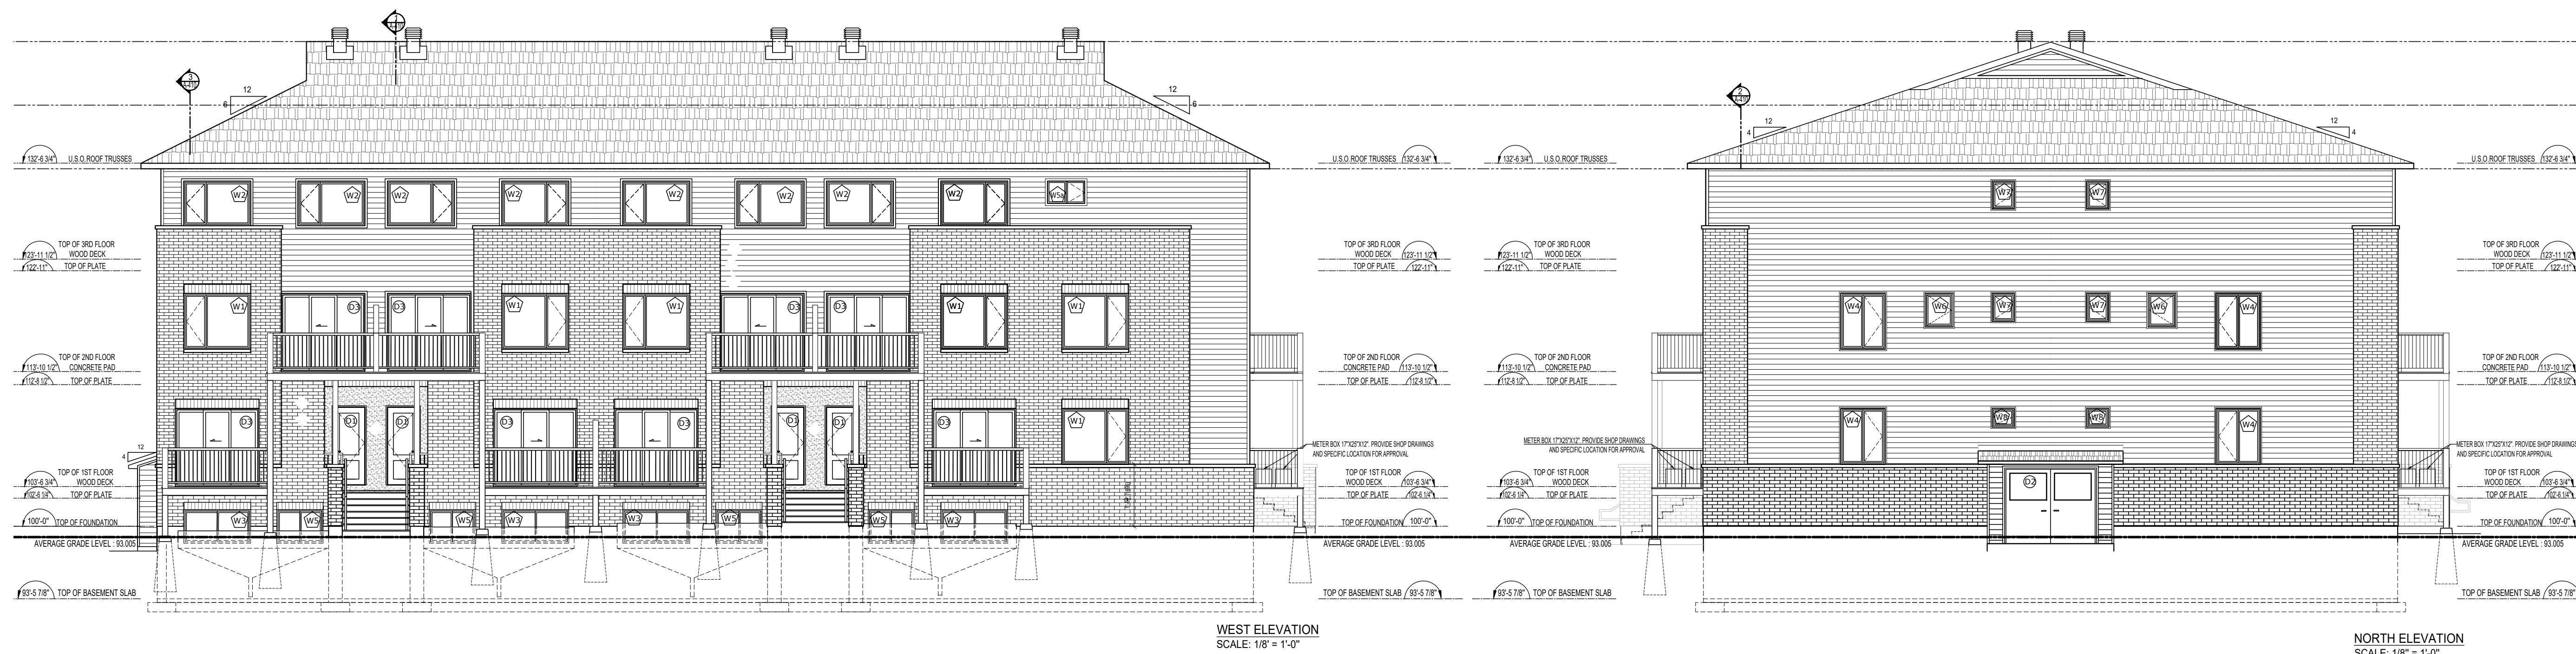 12
6
12
6
132'-6 3/4" U.S.O.ROOF TRUSSES
W2 W2 W2 W2 W2 W2 W2 W2 W5a
TOP OF 3RD FLOOR
123'-11 1/2" WOOD DECK
122'-11" TOP OF PLATE
W1 D3 D3 W1 W1 D3 D3 W1 W1
TOP OF 2ND FLOOR
113'-10 1/2" CONCRETE PAD
112'-8 1/2" TOP OF PLATE
D3 D1 D1 D3 D3 D1 D1 D3 W1
12
4
TOP OF 1ST FLOOR
103'-6 3/4" WOOD DECK
102'-6 1/4" TOP OF PLATE
100'-0" TOP OF FOUNDATION
W3 W5 W5 W3 W3 W5 W5 W3
AVERAGE GRADE LEVEL : 93.005
93'-5 7/8" TOP OF BASEMENT SLAB
U.S.O.ROOF TRUSSES 132'-6 3/4"
TOP OF 3RD FLOOR
WOOD DECK 123'-11 1/2"
TOP OF PLATE 122'-11"
TOP OF 2ND FLOOR
CONCRETE PAD 113'-10 1/2"
TOP OF PLATE 112'-8 1/2"
METER BOX 17"X25"X12". PROVIDE SHOP DRAWINGS
AND SPECIFIC LOCATION FOR APPROVAL
TOP OF 1ST FLOOR
WOOD DECK 103'-6 3/4"
TOP OF PLATE 102'-6 1/4"
TOP OF FOUNDATION 100'-0"
AVERAGE GRADE LEVEL : 93.005
TOP OF BASEMENT SLAB 93'-5 7/8"
WEST ELEVATION
SCALE: 1/8' = 1'-0"
2
12
4
12
4
132'-6 3/4" U.S.O.ROOF TRUSSES
W7 W7
TOP OF 3RD FLOOR
123'-11 1/2" WOOD DECK
122'-11" TOP OF PLATE
W4 W6 W7 W7 W6 W4
TOP OF 2ND FLOOR
113'-10 1/2" CONCRETE PAD
112'-8 1/2" TOP OF PLATE
W4 W8 W8 W4
METER BOX 17"X25"X12". PROVIDE SHOP DRAWINGS
AND SPECIFIC LOCATION FOR APPROVAL
TOP OF 1ST FLOOR
103'-6 3/4" WOOD DECK
102'-6 1/4" TOP OF PLATE
D2
100'-0" TOP OF FOUNDATION
AVERAGE GRADE LEVEL : 93.005
93'-5 7/8" TOP OF BASEMENT SLAB
U.S.O.ROOF TRUSSES 132'-6 3/4"
TOP OF 3RD FLOOR
WOOD DECK 123'-11 1/2"
TOP OF PLATE 122'-11"
TOP OF 2ND FLOOR
CONCRETE PAD 113'-10 1/2"
TOP OF PLATE 112'-8 1/2"
METER BOX 17"X25"X12". PROVIDE SHOP DRAWINGS
AND SPECIFIC LOCATION FOR APPROVAL
TOP OF 1ST FLOOR
WOOD DECK 103'-6 3/4"
TOP OF PLATE 102'-6 1/4"
TOP OF FOUNDATION 100'-0"
AVERAGE GRADE LEVEL : 93.005
TOP OF BASEMENT SLAB 93'-5 7/8"
NORTH ELEVATION
SCALE: 1/8" = 1'-0"